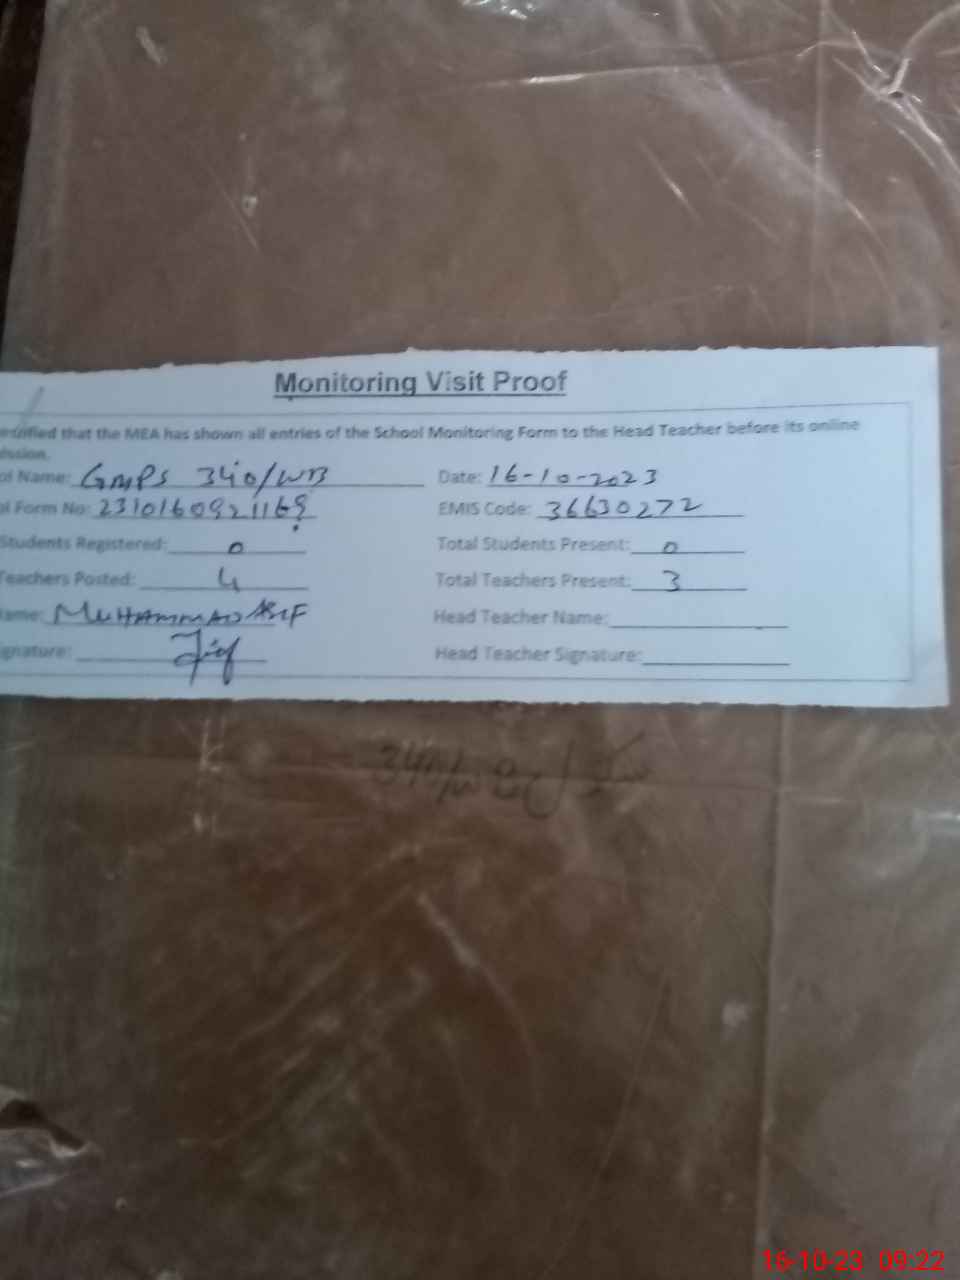 Monitoring Visit Proof
that the MEA has shown all entries of the School Monitoring Form to the Head Teacher before its online
Name: GMPS 340/WB Date: 16-10-2023
Form No: EMIS Code: 36630272
Students Registered: 0 Total Students Present: 0
Teachers Posted: 4 Total Teachers Present: 3
MUHAMMAD ASIF Head Teacher Name:
Head Teacher Signature:
340/WB
16-10-23 09:22